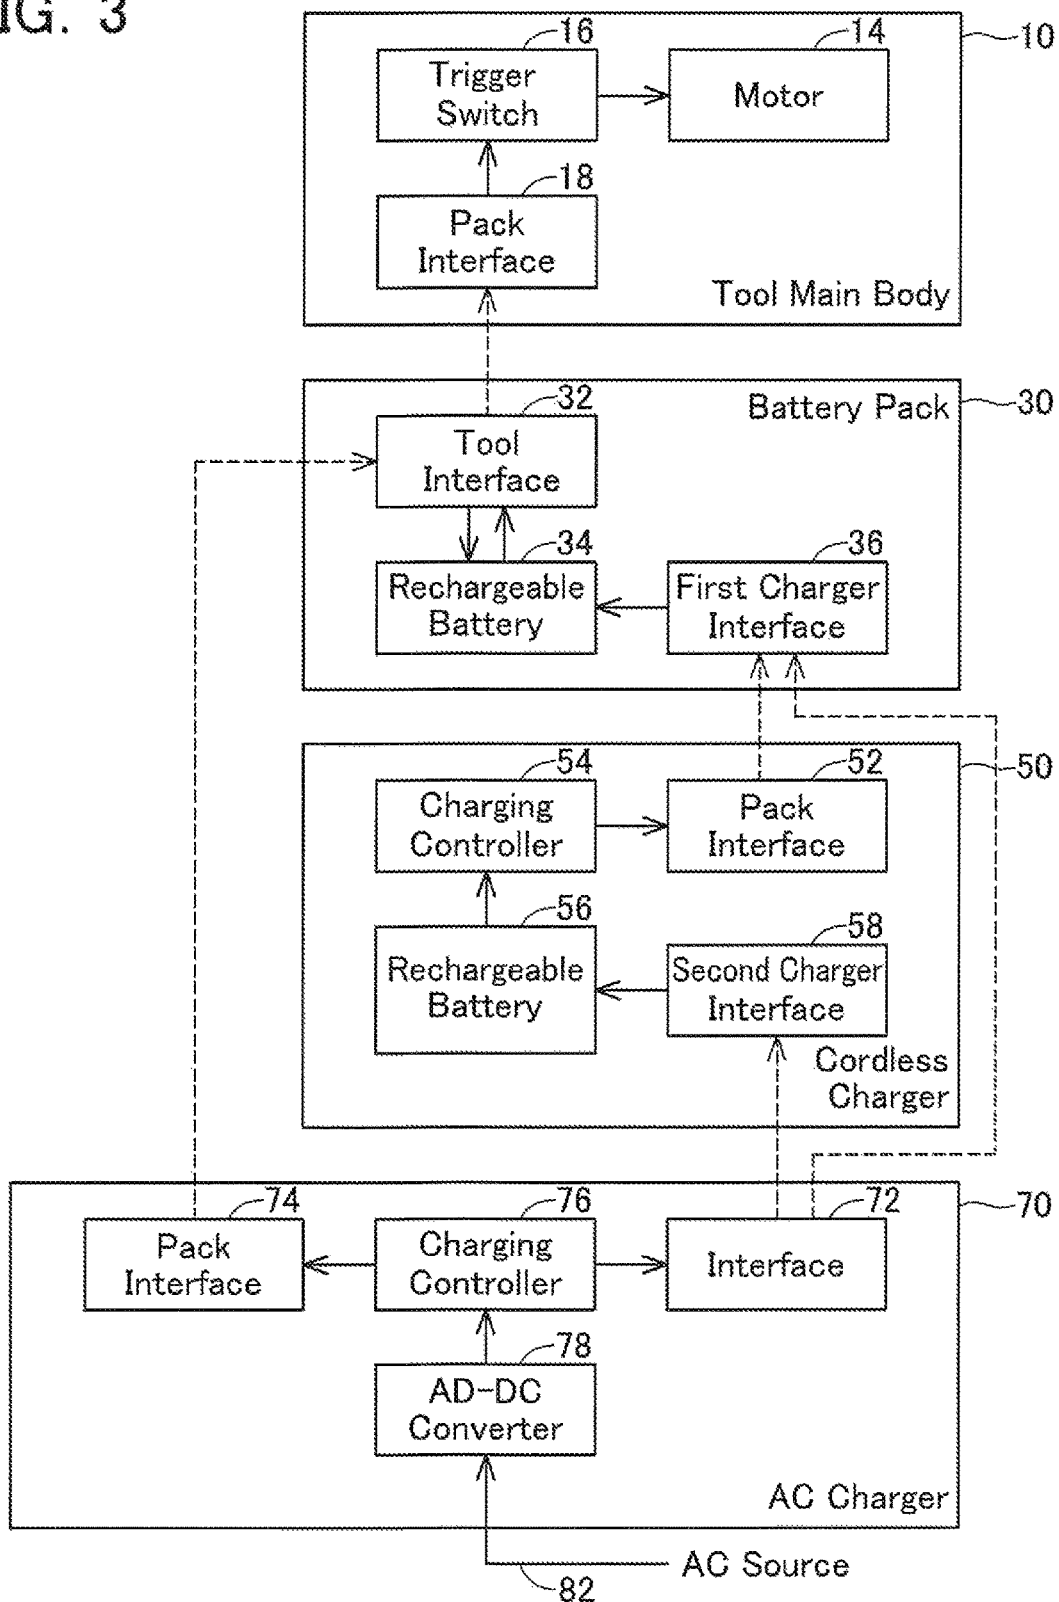 IG. 3
10
16
14
Trigger
Switch
Motor
18
Pack
Interface
Tool Main Body
30
Battery Pack
32
Tool
Interface
34
36
Rechargeable
Battery
First Charger
Interface
50
54
52
Charging
Controller
Pack
Interface
56
58
Rechargeable
Battery
Second Charger
Interface
Cordless
Charger
70
74
76
72
Pack
Interface
Charging
Controller
Interface
78
AD-DC
Converter
AC Charger
AC Source
82